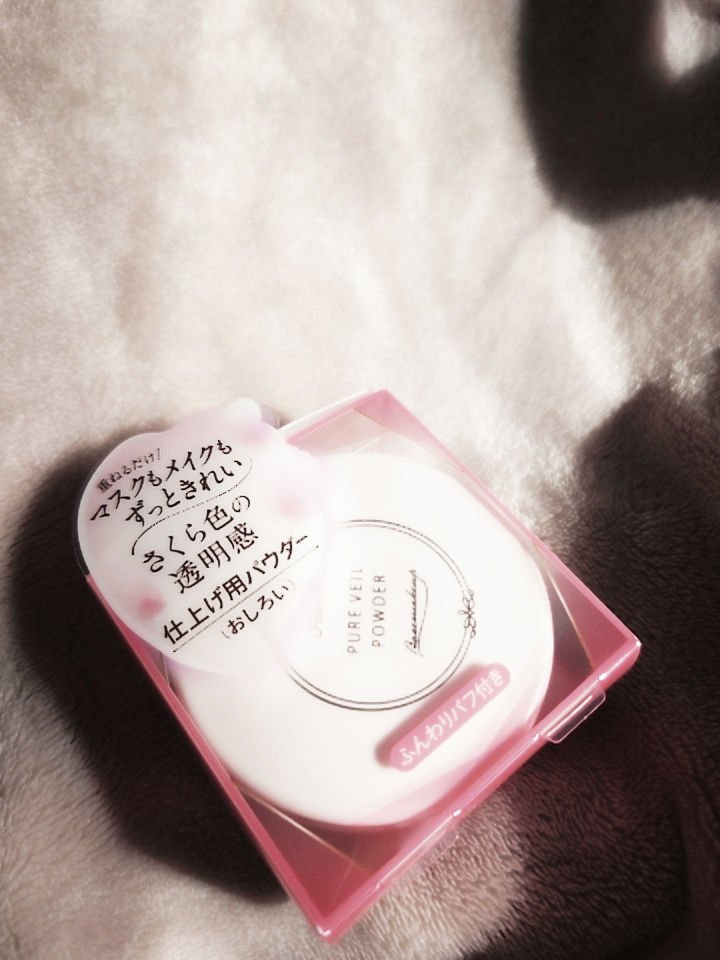 重ねるだけ!
マスクもメイクも
ずっときれい
さくら色の
透明感
仕上げ用パウダー
(おしろい)
PURE VEIL
POWDER
ふんわりパフ付き